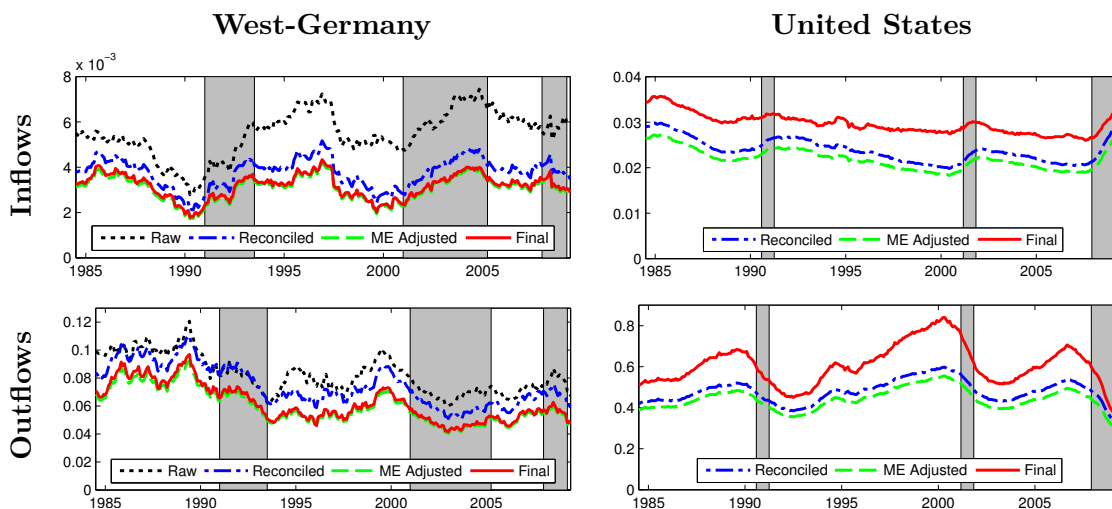 West-Germany United States
Inflows
x 10⁻³
8
6
4
2
0
Raw Reconciled ME Adjusted Final
1985 1990 1995 2000 2005
0.04
0.03
0.02
0.01
0
Reconciled ME Adjusted Final
1985 1990 1995 2000 2005
Outflows
0.12
0.1
0.08
0.06
0.04
0.02
0
Raw Reconciled ME Adjusted Final
1985 1990 1995 2000 2005
0.8
0.6
0.4
0.2
0
Reconciled ME Adjusted Final
1985 1990 1995 2000 2005